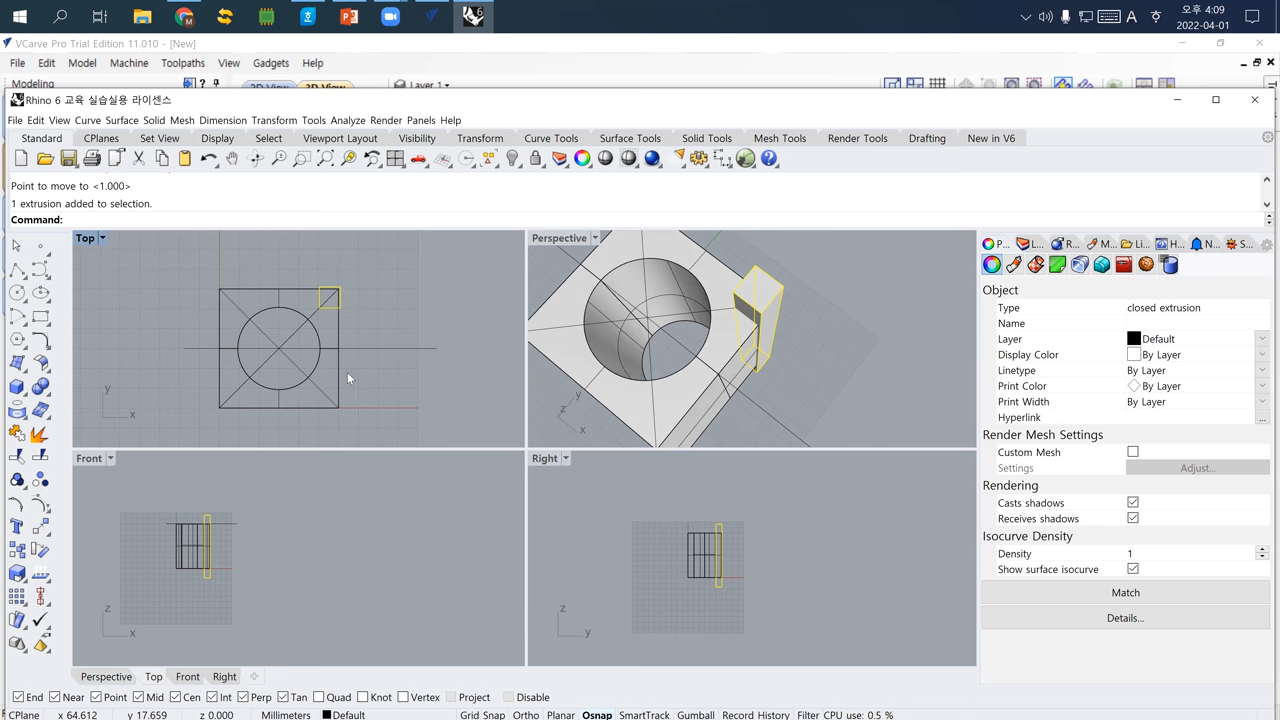 오후 4:09
2022-04-01
VCarve Pro Trial Edition 11.010 - [New]
File Edit Model Machine Toolpaths View Gadgets Help
Modeling
Layer 1
Rhino 6 교육 실습실용 라이센스
File Edit View Curve Surface Solid Mesh Dimension Transform Tools Analyze Render Panels Help
Standard CPlanes Set View Display Select Viewport Layout Visibility Transform Curve Tools Surface Tools Solid Tools Mesh Tools Render Tools Drafting New in V6
Point to move to <1.000>
1 extrusion added to selection.
Command:
Top
Perspective
P... L... R... M... Li... H... N... S...
Object
Type closed extrusion
Name
Layer Default
Display Color By Layer
Linetype By Layer
Print Color By Layer
Print Width By Layer
Hyperlink
Render Mesh Settings
Custom Mesh
Settings Adjust...
Rendering
Casts shadows
Receives shadows
Isocurve Density
Density 1
Show surface isocurve
Match
Details...
y
x
z
y
x
Front
Right
z
x
z
y
Perspective Top Front Right
End Near Point Mid Cen Int Perp Tan Quad Knot Vertex Project Disable
CPlane x 64.612 y 17.659 z 0.000 Millimeters Default Grid Snap Ortho Planar Osnap SmartTrack Gumball Record History Filter CPU use: 0.5 %